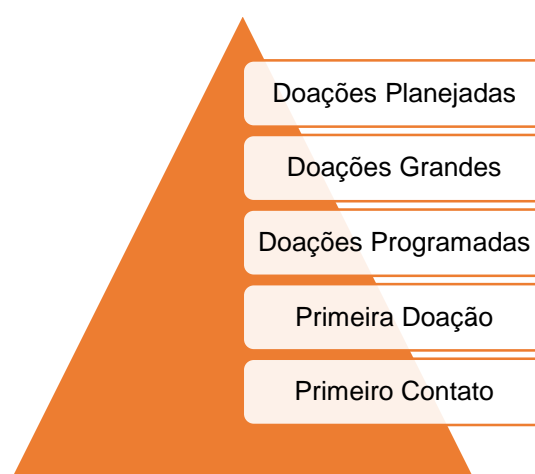 Doações Planejadas
Doações Grandes
Doações Programadas
Primeira Doação
Primeiro Contato